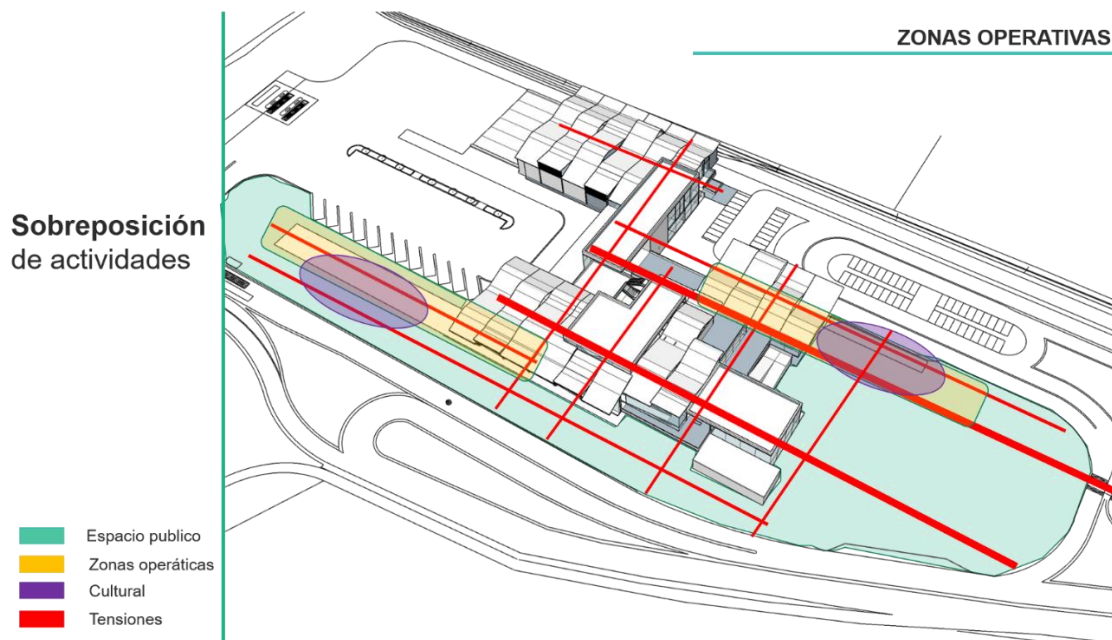 ZONAS OPERATIVAS
Sobreposición
de actividades
Espacio publico
Zonas operáticas
Cultural
Tensiones